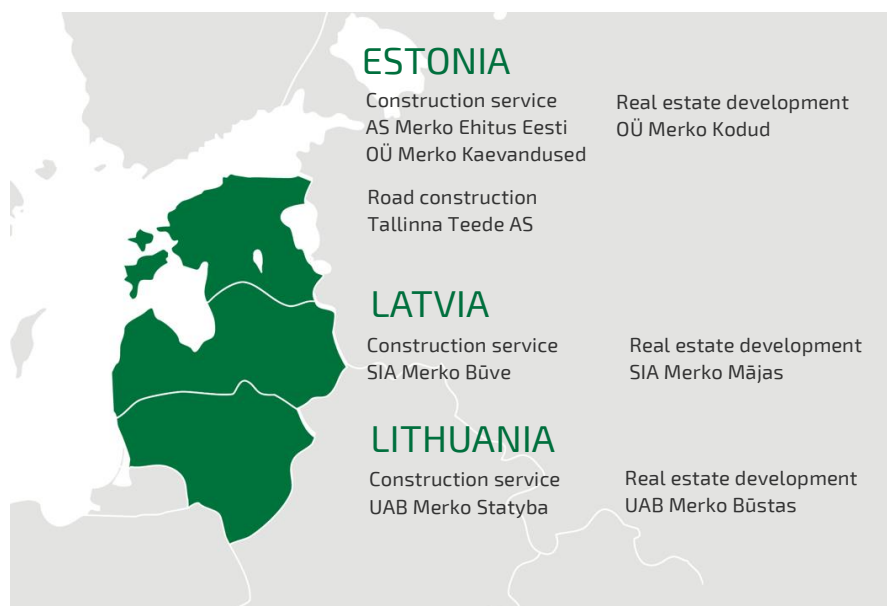 ESTONIA
Construction service
AS Merko Ehitus Eesti
OÜ Merko Kaevandused
Real estate development
OÜ Merko Kodud
Road construction
Tallinna Teede AS
LATVIA
Construction service
SIA Merko Būve
Real estate development
SIA Merko Mājas
LITHUANIA
Construction service
UAB Merko Statyba
Real estate development
UAB Merko Būstas